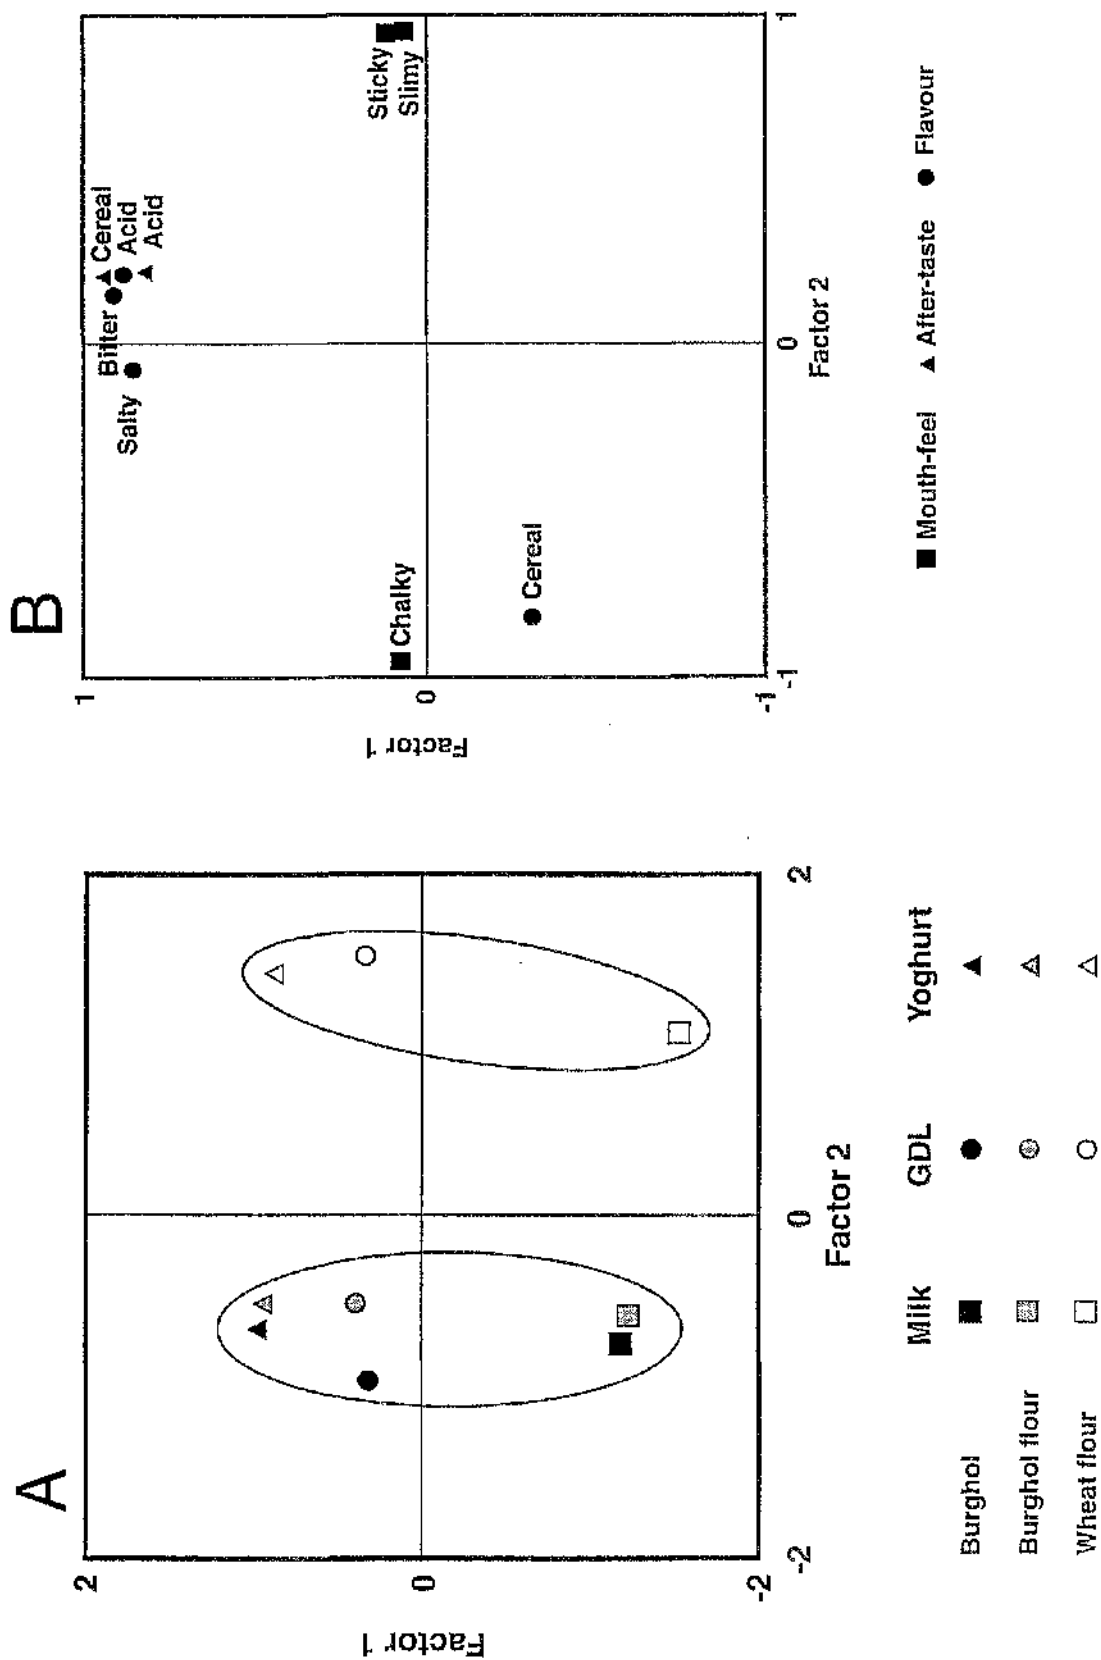 A
2
0
-2
Factor 1
-2
0
2
Factor 2
Milk GDL Yoghurt
Burghol
Burghol flour
Wheat flour
B
1
0
-1
Factor 1
-1
0
1
Factor 2
Salty
Bitter
Cereal
Acid
Acid
Sticky
Slimy
Chalky
Cereal
Mouth-feel After-taste Flavour